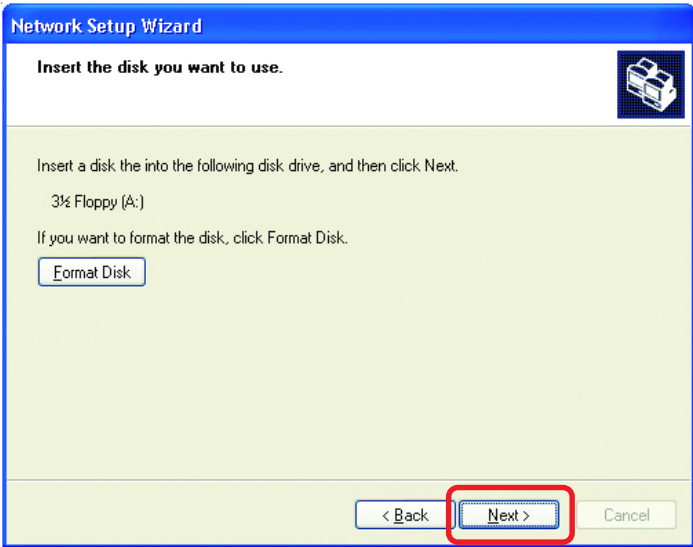 Network Setup Wizard
Insert the disk you want to use.
Insert a disk the into the following disk drive, and then click Next.
3½ Floppy (A:)
If you want to format the disk, click Format Disk.
Format Disk
< Back Next > Cancel